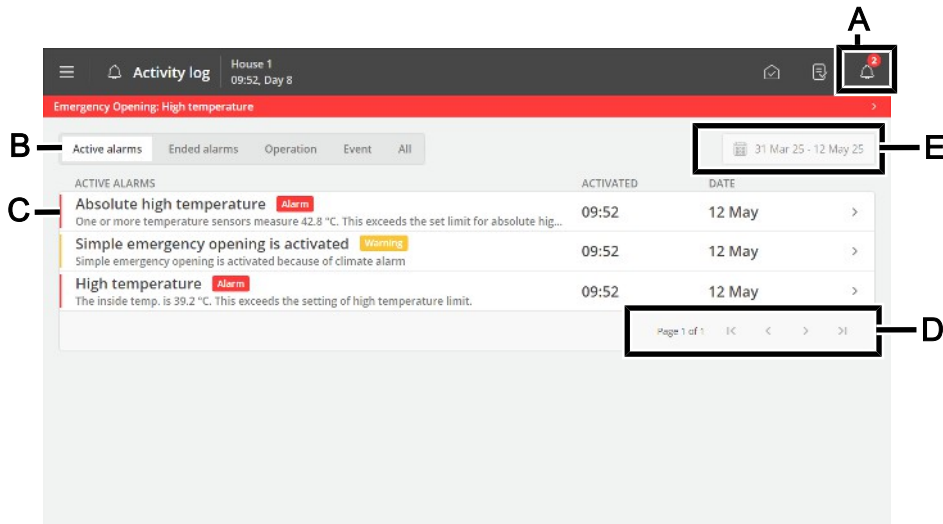 A
2
Activity log
House 1
09:52, Day 8
Emergency Opening: High temperature
B
Active alarms Ended alarms Operation Event All
31 Mar 25 - 12 May 25
E
ACTIVE ALARMS ACTIVATED DATE
C
Absolute high temperature Alarm
One or more temperature sensors measure 42.8 °C. This exceeds the set limit for absolute hig...
09:52 12 May
Simple emergency opening is activated Warning
Simple emergency opening is activated because of climate alarm
09:52 12 May
High temperature Alarm
The inside temp. is 39.2 °C. This exceeds the setting of high temperature limit.
09:52 12 May
Page 1 of 1
D